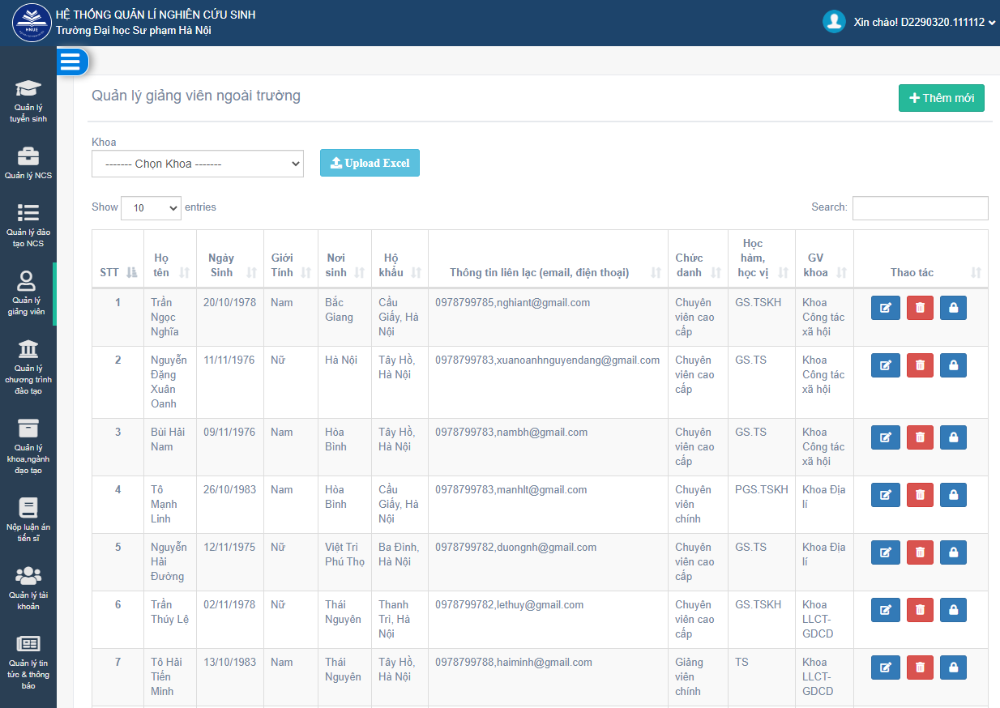 HỆ THỐNG QUẢN LÍ NGHIÊN CỨU SINH
Trường Đại học Sư phạm Hà Nội
HNUE
Xin chào! D2290320.111112
Quản lý
tuyển sinh
Quản lý NCS
Quản lý đào
tạo NCS
Quản lý
giảng viên
Quản lý
chương trình
đào tạo
Quản lý
khoa,ngành
đạo tạo
Nộp luận án
tiến sĩ
Quản lý tài
khoản
Quản lý tin
tức & thông
báo
Quản lý giảng viên ngoài trường
Thêm mới
Khoa
------- Chọn Khoa -------
Upload Excel
Show 10 entries
Search:
STT Họ tên Ngày Sinh Giới Tính Nơi sinh Hộ khẩu Thông tin liên lạc (email, điện thoại) Chức danh Học hàm, học vị GV khoa Thao tác
1 Trần Ngọc Nghĩa 20/10/1978 Nam Bắc Giang Cầu Giấy, Hà Nội 0978799785,nghiant@gmail.com Chuyên viên cao cấp GS.TSKH Khoa Công tác xã hội
2 Nguyễn Đặng Xuân Oanh 11/11/1976 Nữ Hà Nội Tây Hồ, Hà Nội 0978799783,xuanoanhnguyendang@gmail.com Chuyên viên cao cấp GS.TS Khoa Công tác xã hội
3 Bùi Hải Nam 09/11/1976 Nam Hòa Bình Tây Hồ, Hà Nội 0978799783,nambh@gmail.com Chuyên viên cao cấp GS.TS Khoa Công tác xã hội
4 Tô Mạnh Linh 26/10/1983 Nam Hòa Bình Cầu Giấy, Hà Nội 0978799783,manhlt@gmail.com Chuyên viên chính PGS.TSKH Khoa Địa lí
5 Nguyễn Hải Đường 12/11/1975 Nữ Việt Trì Phú Thọ Ba Đình, Hà Nội 0978799782,duongnh@gmail.com Chuyên viên cao cấp GS.TS Khoa Địa lí
6 Trần Thúy Lệ 02/11/1978 Nữ Thái Nguyên Thanh Trì, Hà Nội 0978799782,lethuy@gmail.com Chuyên viên cao cấp GS.TSKH Khoa LLCT-GDCD
7 Tô Hải Tiến Minh 13/10/1983 Nam Thái Nguyên Tây Hồ, Hà Nội 0978799788,haiminh@gmail.com Giảng viên chính TS Khoa LLCT-GDCD